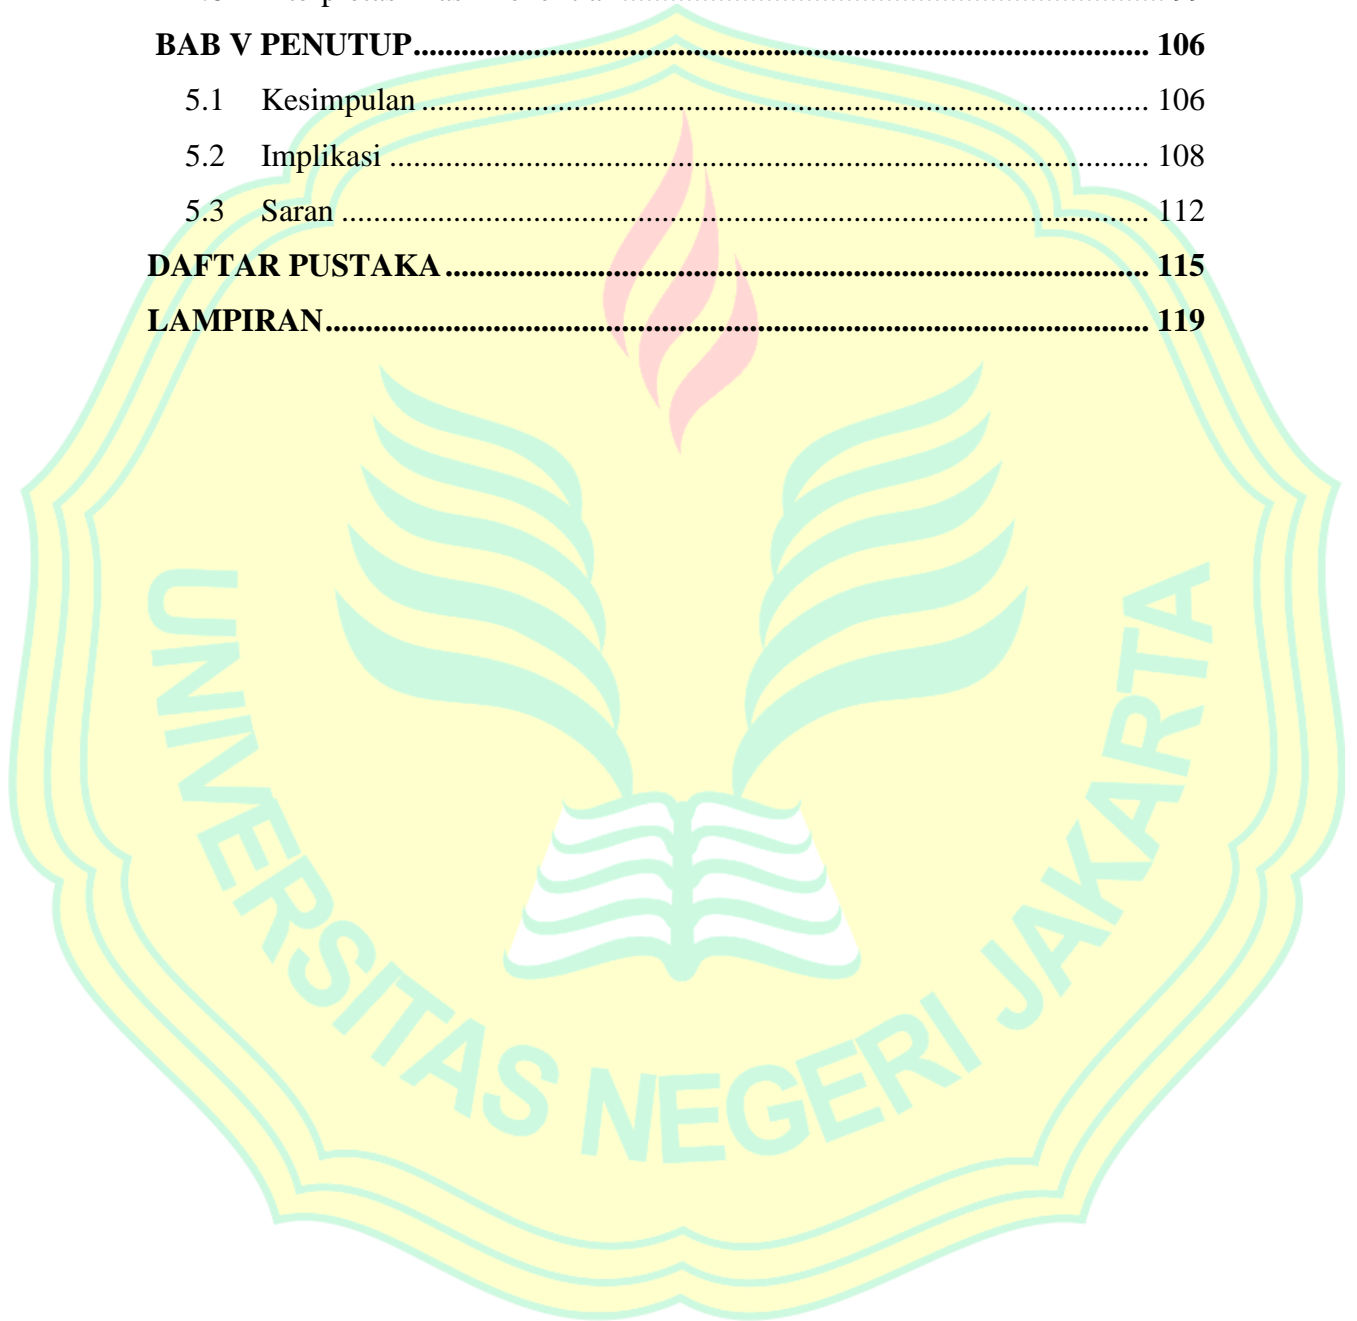 BAB V PENUTUP............................................................................................. 106
5.1 Kesimpulan............................................................................................ 106
5.2 Implikasi ................................................................................................ 108
5.3 Saran ...................................................................................................... 112
DAFTAR PUSTAKA......................................................................................... 115
LAMPIRAN........................................................................................................ 119
UNIVERSITAS NEGERI JAKARTA